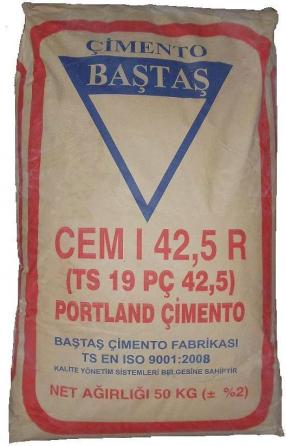 ÇİMENTO
BAŞTAŞ
CEM I 42,5 R
(TS 19 PÇ 42,5)
PORTLAND ÇİMENTO
BAŞTAŞ ÇİMENTO FABRİKASI
TS EN ISO 9001:2008
KALİTE YÖNETİM SİSTEMLERİ BELGESİNE SAHİPTİR
NET AĞIRLIĞI 50 KG (± %2)